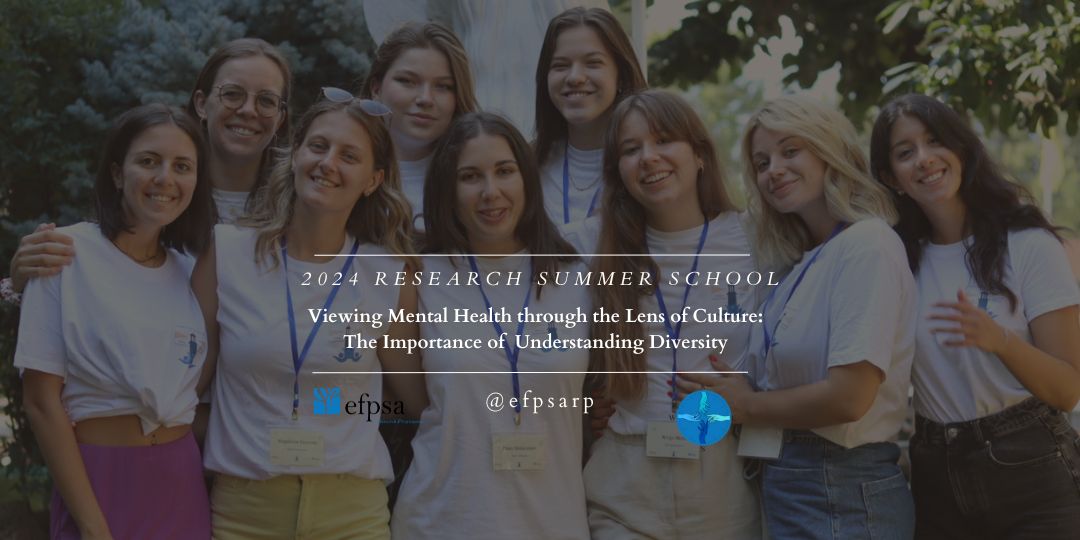 2024 RESEARCH SUMMER SCHOOL
Viewing Mental Health through the Lens of Culture:
The Importance of Understanding Diversity
efpsa
@efpsarp